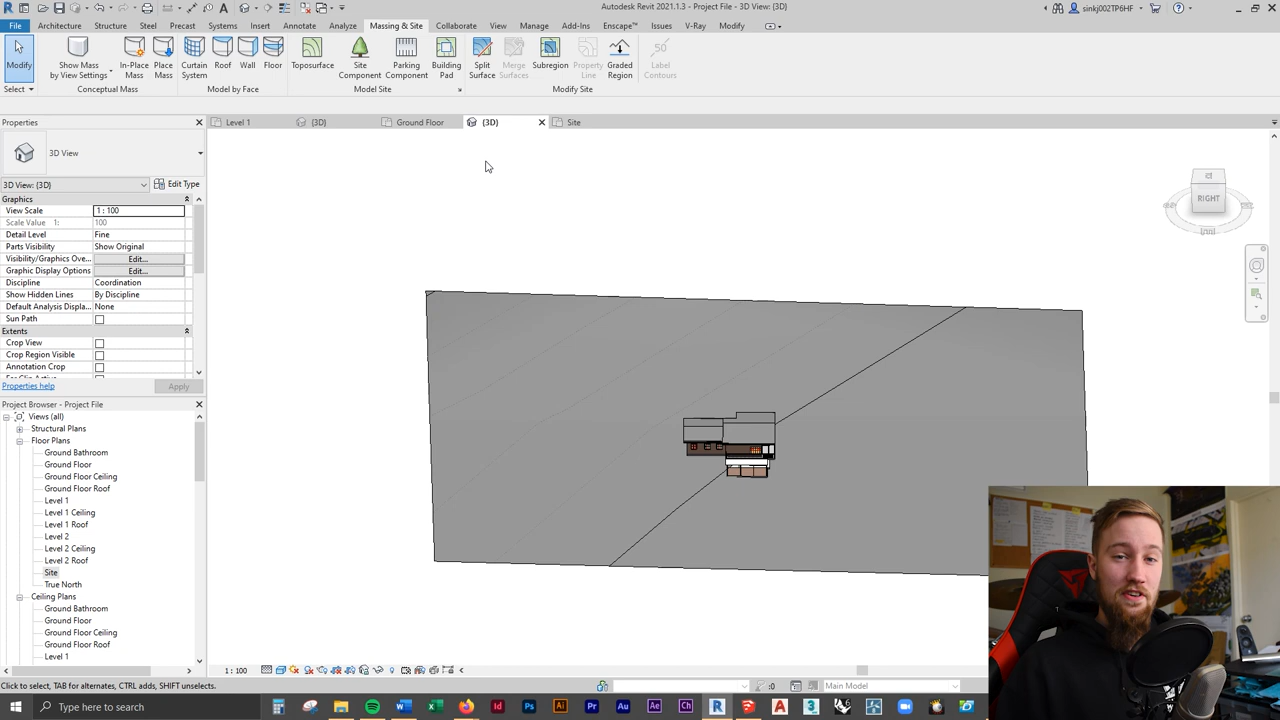 Autodesk Revit 2021.1.3 - Project File - 3D View: {3D}
sinkj002TP6HF
File Architecture Structure Steel Precast Systems Insert Annotate Analyze Massing & Site Collaborate View Manage Add-Ins Enscape™ Issues V-Ray Modify
Modify
Show Mass
by View Settings
In-Place
Mass
Place
Mass
Curtain
System
Roof
Wall
Floor
Toposurface
Site
Component
Parking
Component
Building
Pad
Split
Surface
Merge
Surfaces
Subregion
Property
Line
Graded
Region
Label
Contours
Select
Conceptual Mass
Model by Face
Model Site
Modify Site
Properties
Level 1
{3D}
Ground Floor
{3D}
Site
3D View
3D View: {3D}
Edit Type
Graphics
View Scale 1 : 100
Scale Value 1: 100
Detail Level Fine
Parts Visibility Show Original
Visibility/Graphics Ove... Edit...
Graphic Display Options Edit...
Discipline Coordination
Show Hidden Lines By Discipline
Default Analysis Displa... None
Sun Path
Extents
Crop View
Crop Region Visible
Annotation Crop
Properties help
Apply
Project Browser - Project File
Views (all)
Structural Plans
Floor Plans
Ground Bathroom
Ground Floor
Ground Floor Ceiling
Ground Floor Roof
Level 1
Level 1 Ceiling
Level 1 Roof
Level 2
Level 2 Ceiling
Level 2 Roof
Site
True North
Ceiling Plans
Ground Bathroom
Ground Floor
Ground Floor Ceiling
Ground Floor Roof
Level 1
RIGHT
1 : 100
Click to select, TAB for alternates, CTRL adds, SHIFT unselects.
:0
Main Model
Type here to search